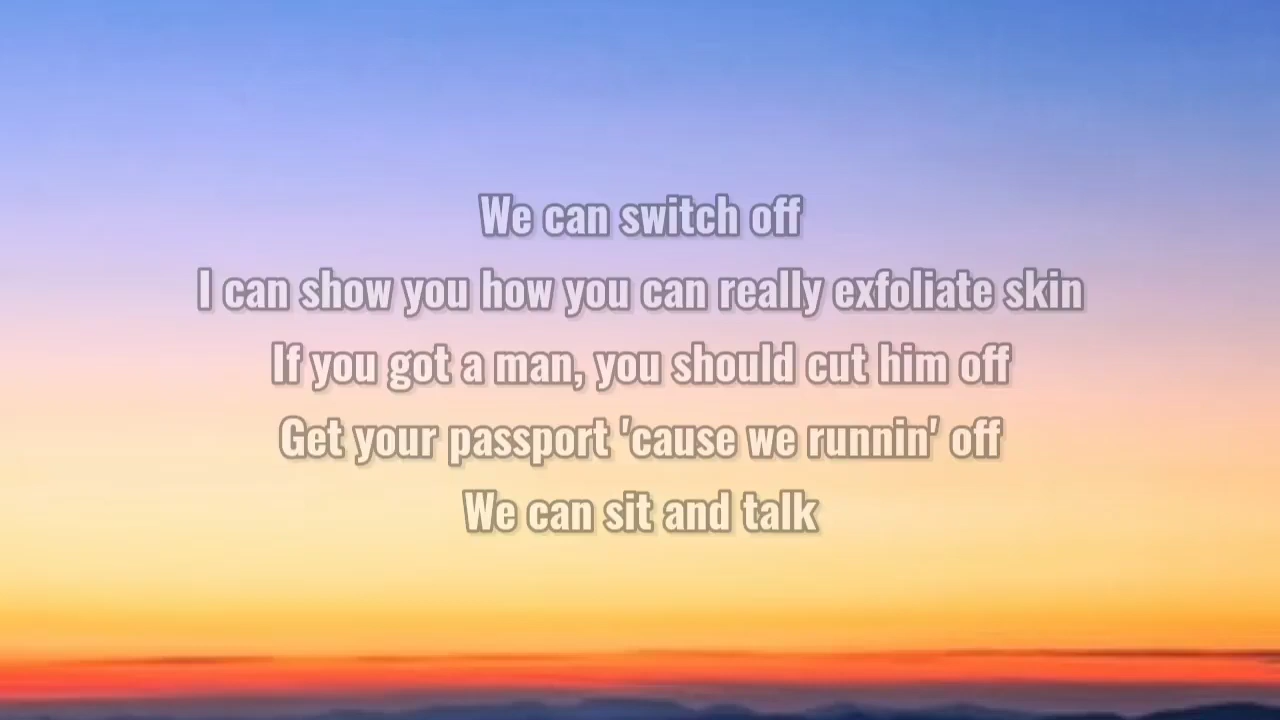 We can switch off
I can show you how you can really exfoliate skin
If you got a man, you should cut him off
Get your passport 'cause we runnin' off
We can sit and talk